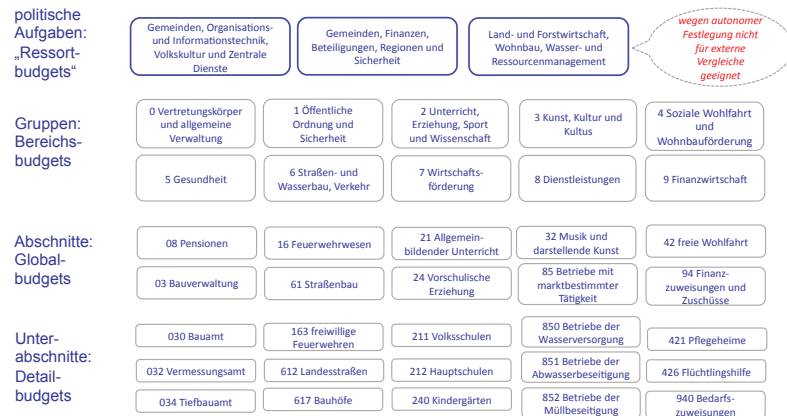 politische
Aufgaben:
„Ressort-
budgets“
Gemeinden, Organisations-
und Informationstechnik,
Volkskultur und Zentrale
Dienste
Gemeinden, Finanzen,
Beteiligungen, Regionen und
Sicherheit
Land- und Forstwirtschaft,
Wohnbau, Wasser- und
Ressourcenmanagement
wegen autonomer
Festlegung nicht
für externe
Vergleiche
geeignet
Gruppen:
Bereichs-
budgets
0 Vertretungskörper
und allgemeine
Verwaltung
1 Öffentliche
Ordnung und
Sicherheit
2 Unterricht,
Erziehung, Sport
und Wissenschaft
3 Kunst, Kultur und
Kultus
4 Soziale Wohlfahrt
und
Wohnbauförderung
5 Gesundheit
6 Straßen- und
Wasserbau, Verkehr
7 Wirtschafts-
förderung
8 Dienstleistungen
9 Finanzwirtschaft
Abschnitte:
Global-
budgets
08 Pensionen
16 Feuerwehrwesen
21 Allgemein-
bildender Unterricht
32 Musik und
darstellende Kunst
42 freie Wohlfahrt
03 Bauverwaltung
61 Straßenbau
24 Vorschulische
Erziehung
85 Betriebe mit
marktbestimmter
Tätigkeit
94 Finanz-
zuweisungen und
Zuschüsse
Unter-
abschnitte:
Detail-
budgets
030 Bauamt
163 freiwillige
Feuerwehren
211 Volksschulen
850 Betriebe der
Wasserversorgung
421 Pflegeheime
032 Vermessungsamt
612 Landesstraßen
212 Hauptschulen
851 Betriebe der
Abwasserbeseitigung
426 Flüchtlingshilfe
034 Tiefbauamt
617 Bauhöfe
240 Kindergärten
852 Betriebe der
Müllbeseitigung
940 Bedarfs-
zuweisungen